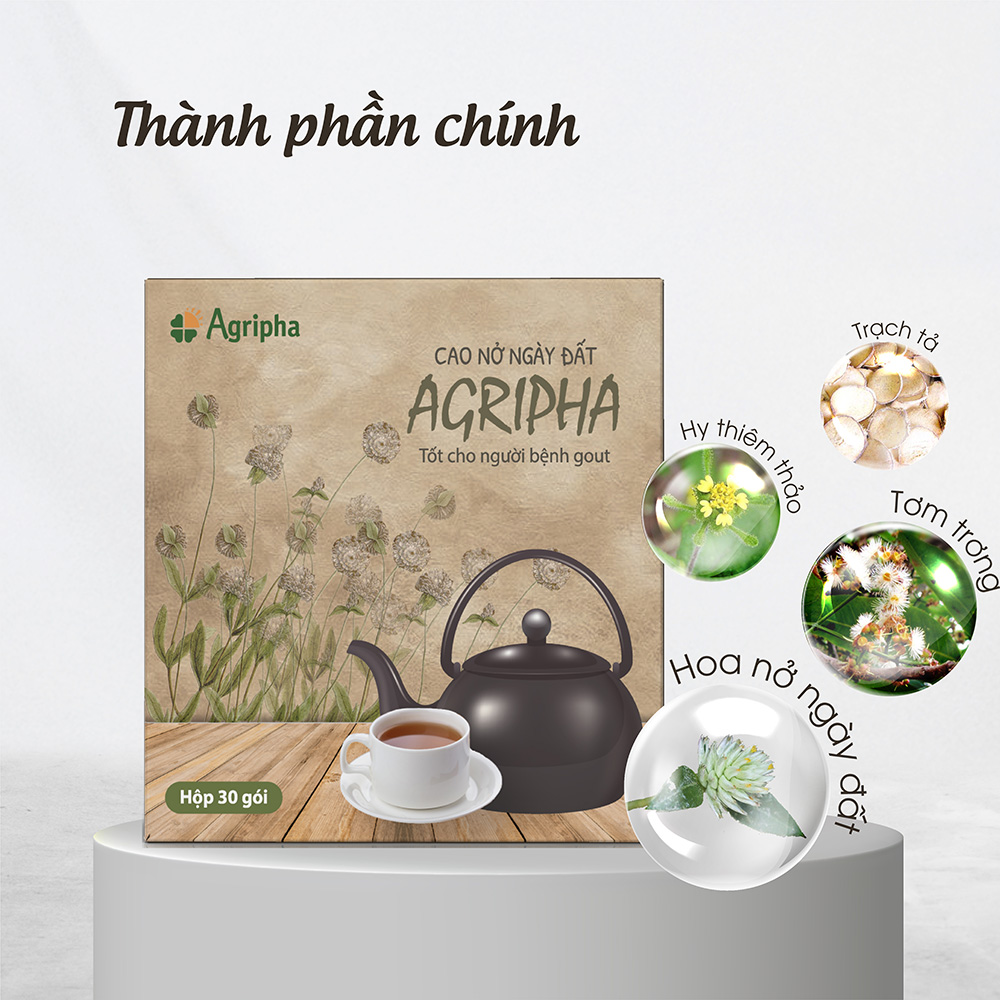 Thành phần chính
Agripha
CAO NỞ NGÀY ĐẤT
AGRIPHA
Tốt cho người bệnh gout
Hộp 30 gói
Trạch tả
Hy thiêm thảo
Tơm trơng
Hoa nở ngày đất